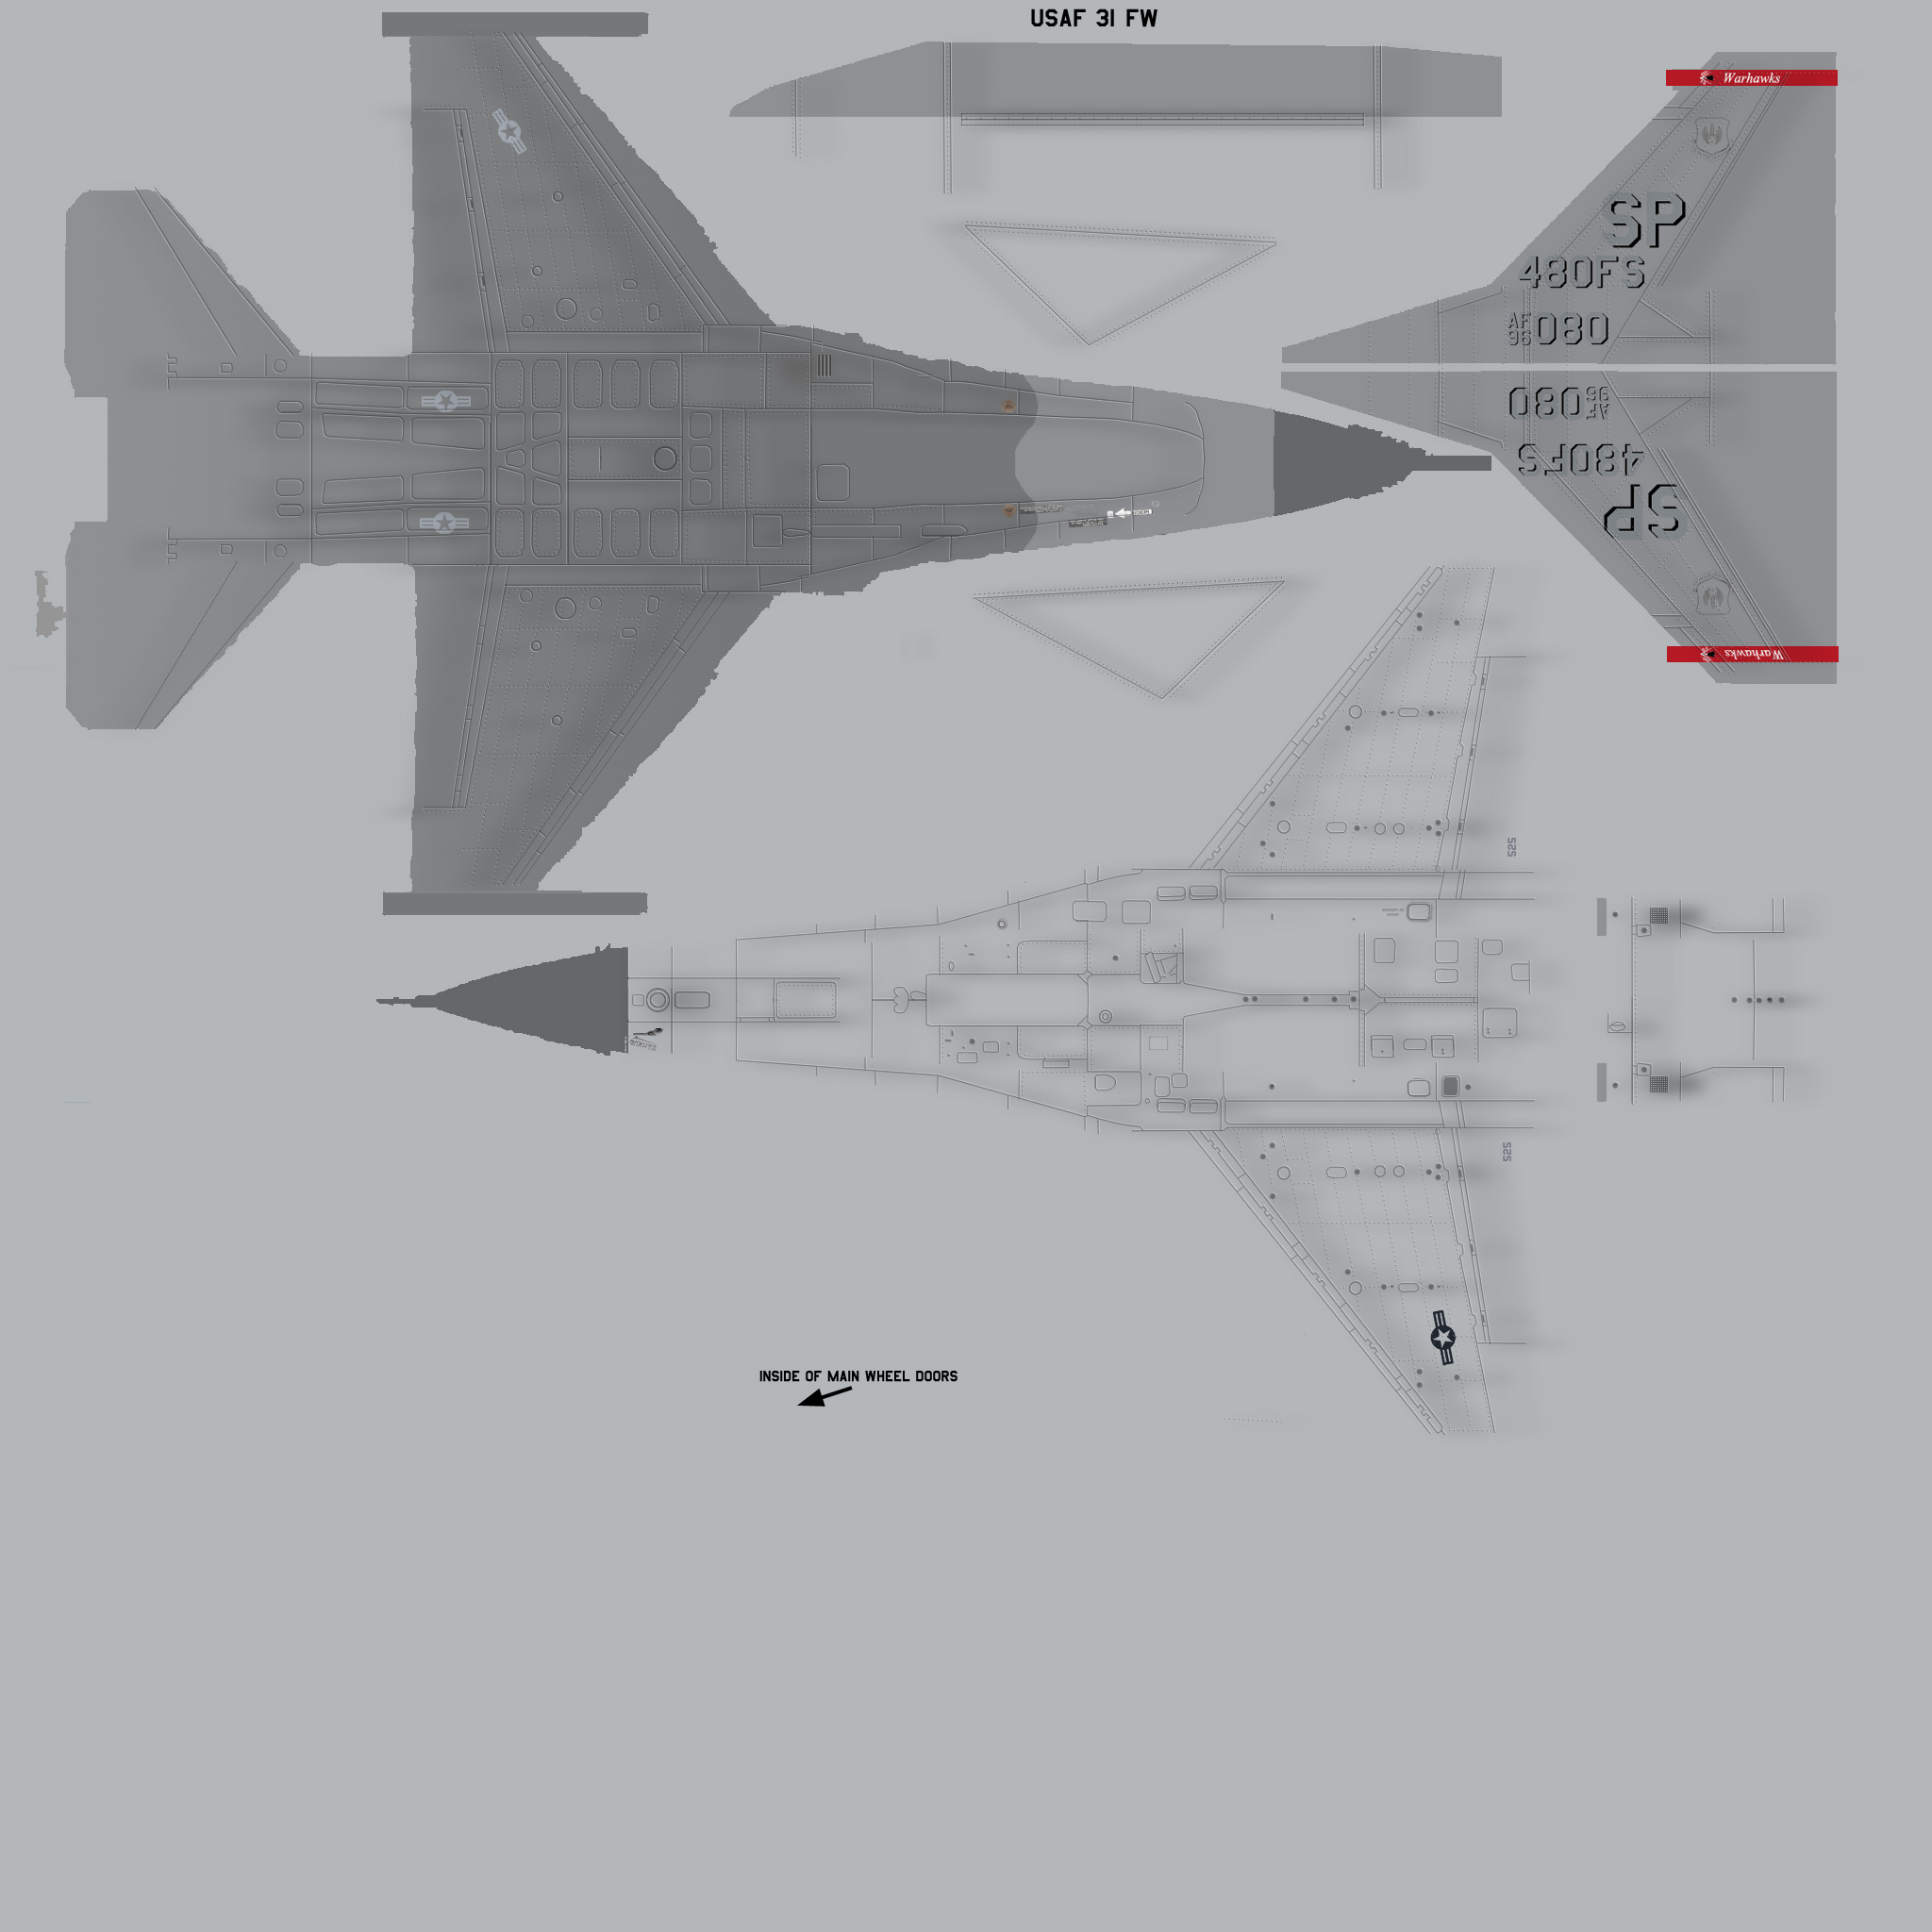 USAF 31 FW
Warhawks
SP
480FS
AF
96
080
080
AF
96
480FS
SP
Warhawks
525
525
INSIDE OF MAIN WHEEL DOORS